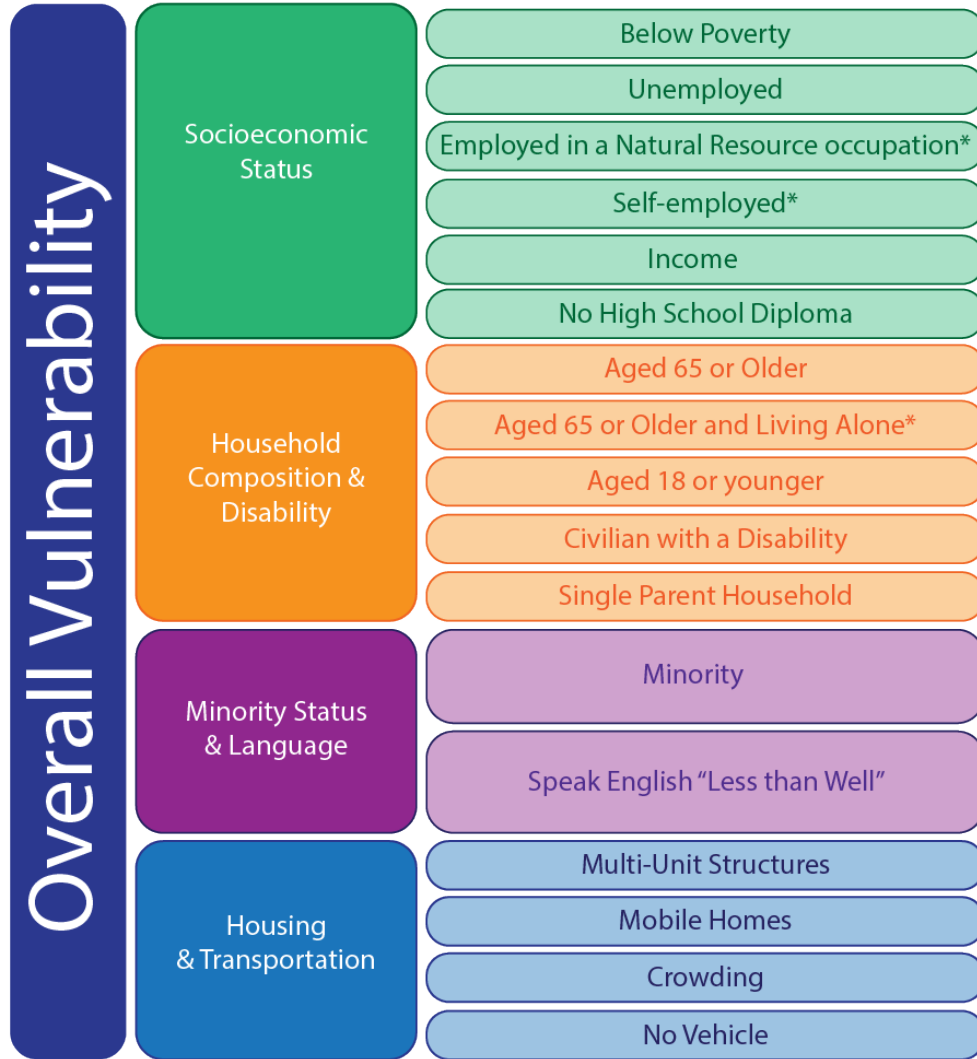 Overall Vulnerability
Socioeconomic
Status
Below Poverty
Unemployed
Employed in a Natural Resource occupation*
Self-employed*
Income
No High School Diploma
Household
Composition &
Disability
Aged 65 or Older
Aged 65 or Older and Living Alone*
Aged 18 or younger
Civilian with a Disability
Single Parent Household
Minority Status
& Language
Minority
Speak English “Less than Well”
Housing
& Transportation
Multi-Unit Structures
Mobile Homes
Crowding
No Vehicle